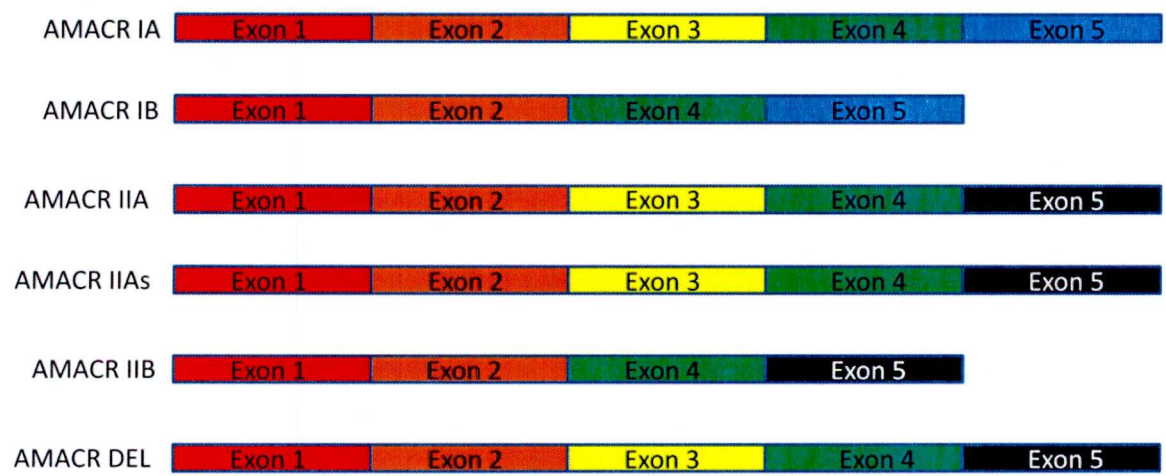 AMACR IA Exon 1 Exon 2 Exon 3 Exon 4 Exon 5
AMACR IB Exon 1 Exon 2 Exon 4 Exon 5
AMACR IIA Exon 1 Exon 2 Exon 3 Exon 4 Exon 5
AMACR IIAs Exon 1 Exon 2 Exon 3 Exon 4 Exon 5
AMACR IIB Exon 1 Exon 2 Exon 4 Exon 5
AMACR DEL Exon 1 Exon 2 Exon 3 Exon 4 Exon 5